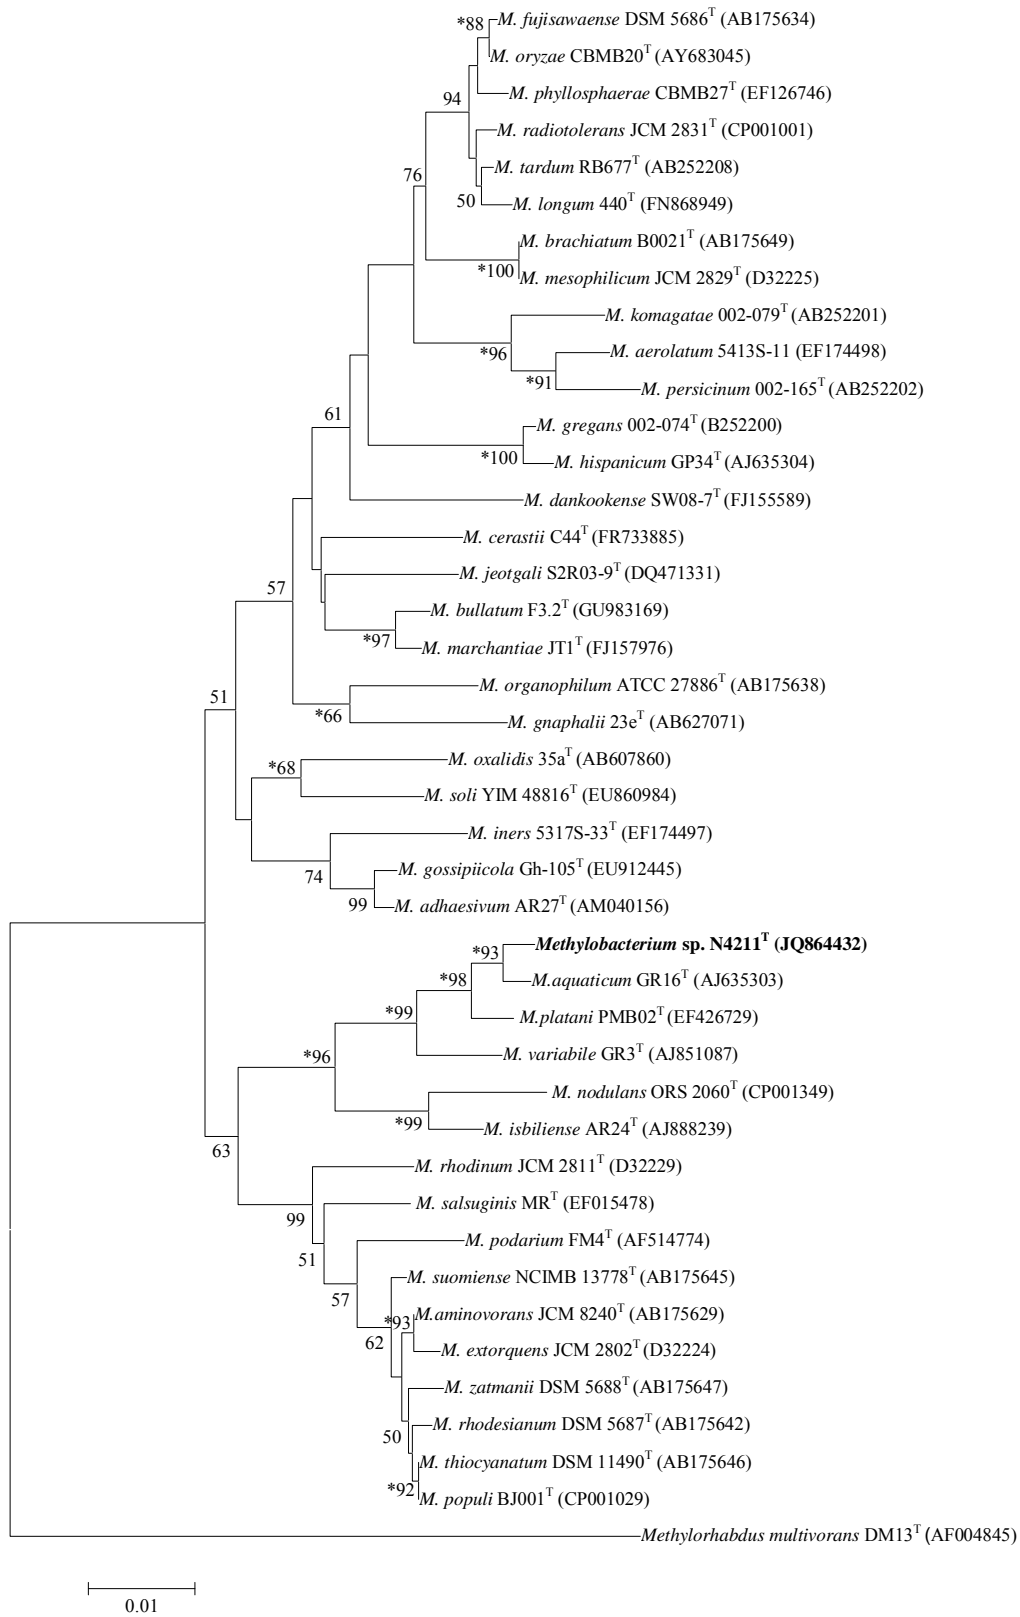 *88
M. fujisawaense DSM 5686T (AB175634)
M. oryzae CBMB20T (AY683045)
M. phyllosphaerae CBMB27T (EF126746)
94
M. radiotolerans JCM 2831T (CP001001)
M. tardum RB677T (AB252208)
76
50
M. longum 440T (FN868949)
M. brachiatum B0021T (AB175649)
*100
M. mesophilicum JCM 2829T (D32225)
M. komagatae 002-079T (AB252201)
*96
M. aerolatum 5413S-11 (EF174498)
*91
M. persicinum 002-165T (AB252202)
61
M. gregans 002-074T (B252200)
*100
M. hispanicum GP34T (AJ635304)
M. dankookense SW08-7T (FJ155589)
M. cerastii C44T (FR733885)
M. jeotgali S2R03-9T (DQ471331)
57
M. bullatum F3.2T (GU983169)
*97
M. marchantiae JT1T (FJ157976)
M. organophilum ATCC 27886T (AB175638)
51
*66
M. gnaphalii 23eT (AB627071)
M. oxalidis 35aT (AB607860)
*68
M. soli YIM 48816T (EU860984)
M. iners 5317S-33T (EF174497)
74
M. gossipiicola Gh-105T (EU912445)
99
M. adhaesivum AR27T (AM040156)
Methylobacterium sp. N4211T (JQ864432)
*93
M.aquaticum GR16T (AJ635303)
*98
M.platani PMB02T (EF426729)
*99
M. variabile GR3T (AJ851087)
*96
M. nodulans ORS 2060T (CP001349)
*99
M. isbiliense AR24T (AJ888239)
63
M. rhodinum JCM 2811T (D32229)
M. salsuginis MRT (EF015478)
99
M. podarium FM4T (AF514774)
51
M. suomiense NCIMB 13778T (AB175645)
57
M.aminovorans JCM 8240T (AB175629)
*93
62
M. extorquens JCM 2802T (D32224)
M. zatmanii DSM 5688T (AB175647)
M. rhodesianum DSM 5687T (AB175642)
50
M. thiocyanatum DSM 11490T (AB175646)
*92
M. populi BJ001T (CP001029)
Methylorhabdus multivorans DM13T (AF004845)
0.01